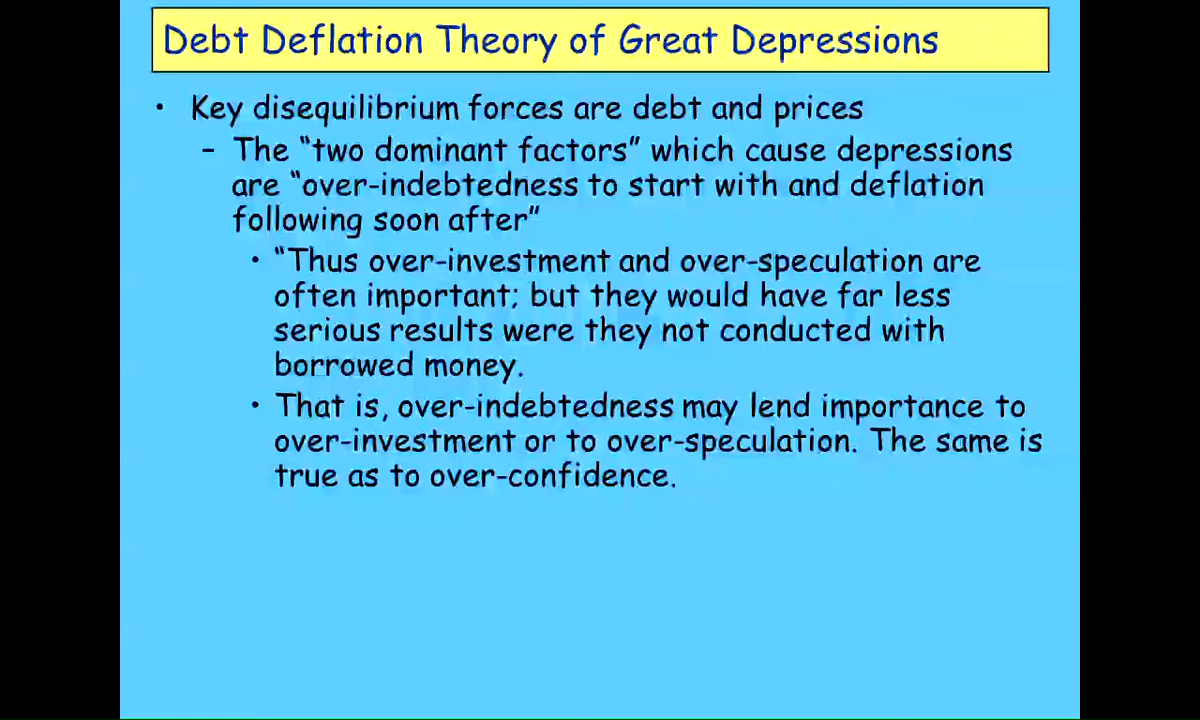 Debt Deflation Theory of Great Depressions
• Key disequilibrium forces are debt and prices
– The “two dominant factors” which cause depressions
are “over-indebtedness to start with and deflation
following soon after”
• “Thus over-investment and over-speculation are
often important; but they would have far less
serious results were they not conducted with
borrowed money.
• That is, over-indebtedness may lend importance to
over-investment or to over-speculation. The same is
true as to over-confidence.